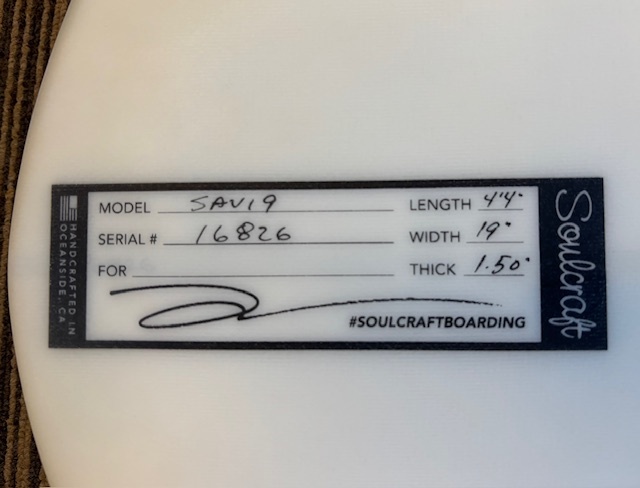 MODEL SAV19
SERIAL # 16826
FOR
LENGTH 4'4"
WIDTH 19"
THICK 1.50"
#SOULCRAFTBOARDING
HANDCRAFTED IN
OCEANSIDE, CA
Soulcraft